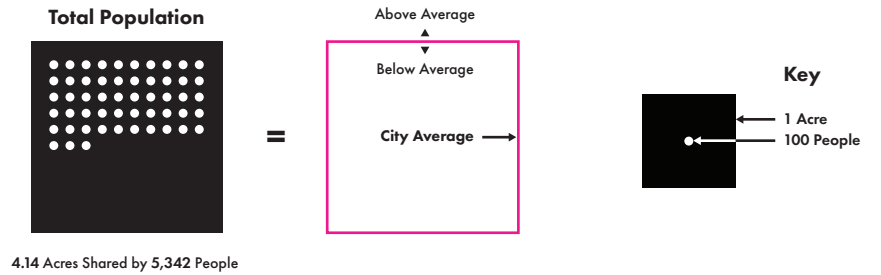 Total Population
4.14 Acres Shared by 5,342 People
=
Above Average
Below Average
City Average
Key
1 Acre
100 People